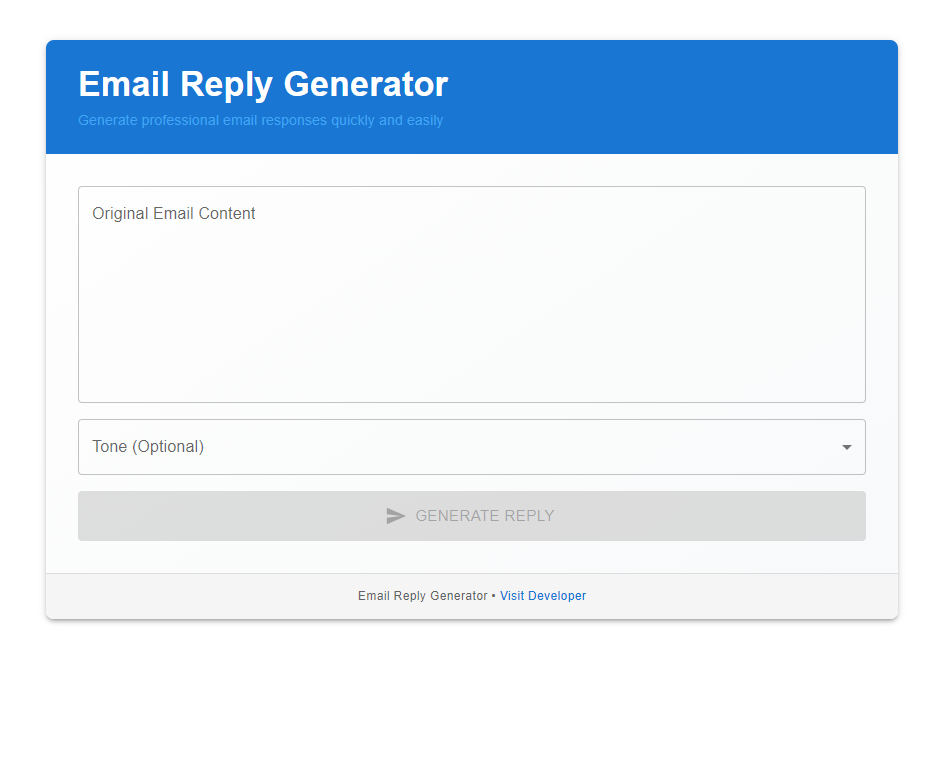 Email Reply Generator
Generate professional email responses quickly and easily
Original Email Content
Tone (Optional)
GENERATE REPLY
Email Reply Generator • Visit Developer